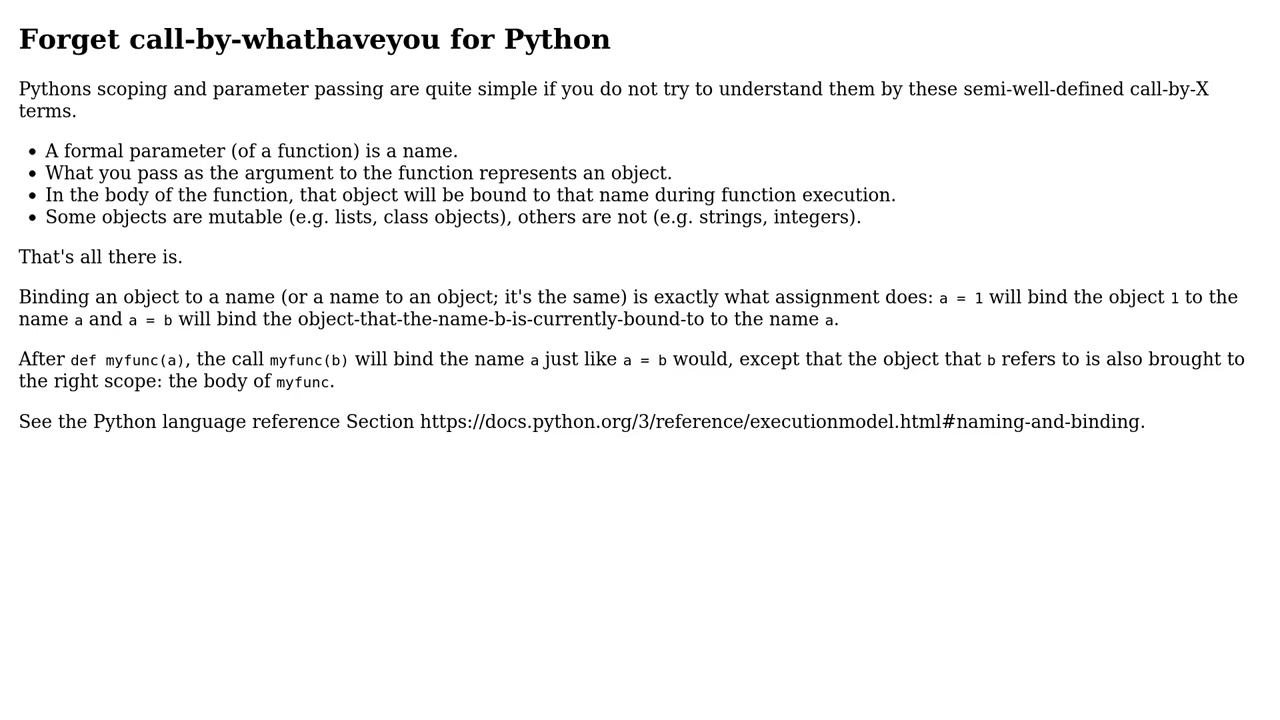 Forget call-by-whathaveyou for Python
Pythons scoping and parameter passing are quite simple if you do not try to understand them by these semi-well-defined call-by-X
terms.
• A formal parameter (of a function) is a name.
• What you pass as the argument to the function represents an object.
• In the body of the function, that object will be bound to that name during function execution.
• Some objects are mutable (e.g. lists, class objects), others are not (e.g. strings, integers).
That's all there is.
Binding an object to a name (or a name to an object; it's the same) is exactly what assignment does: a = 1 will bind the object 1 to the
name a and a = b will bind the object-that-the-name-b-is-currently-bound-to to the name a.
After def myfunc(a), the call myfunc(b) will bind the name a just like a = b would, except that the object that b refers to is also brought to
the right scope: the body of myfunc.
See the Python language reference Section https://docs.python.org/3/reference/executionmodel.html#naming-and-binding.